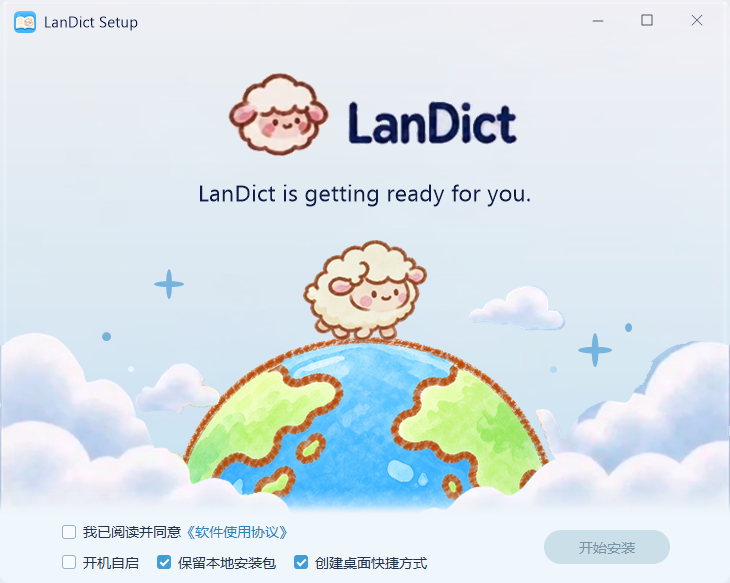 LanDict Setup
LanDict
LanDict is getting ready for you.
我已阅读并同意《软件使用协议》
开机自启 保留本地安装包 创建桌面快捷方式
开始安装